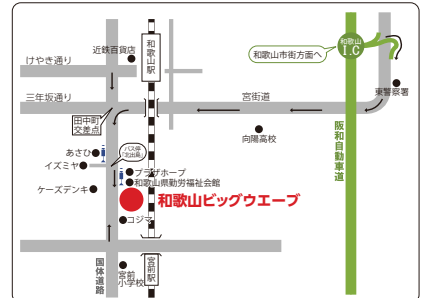 近鉄百貨店
和歌山駅
和歌山
I.C
和歌山市街方面へ
けやき通り
東警察署
三年坂通り
宮街道
田中町
交差点
向陽高校
阪和自動車道
バス停
「北出島」
あさひ
イズミヤ
プラザホープ
和歌山県勤労福祉会館
ケーズデンキ
和歌山ビッグウエーブ
コジマ
国体道路
宮前
小学校
宮前駅